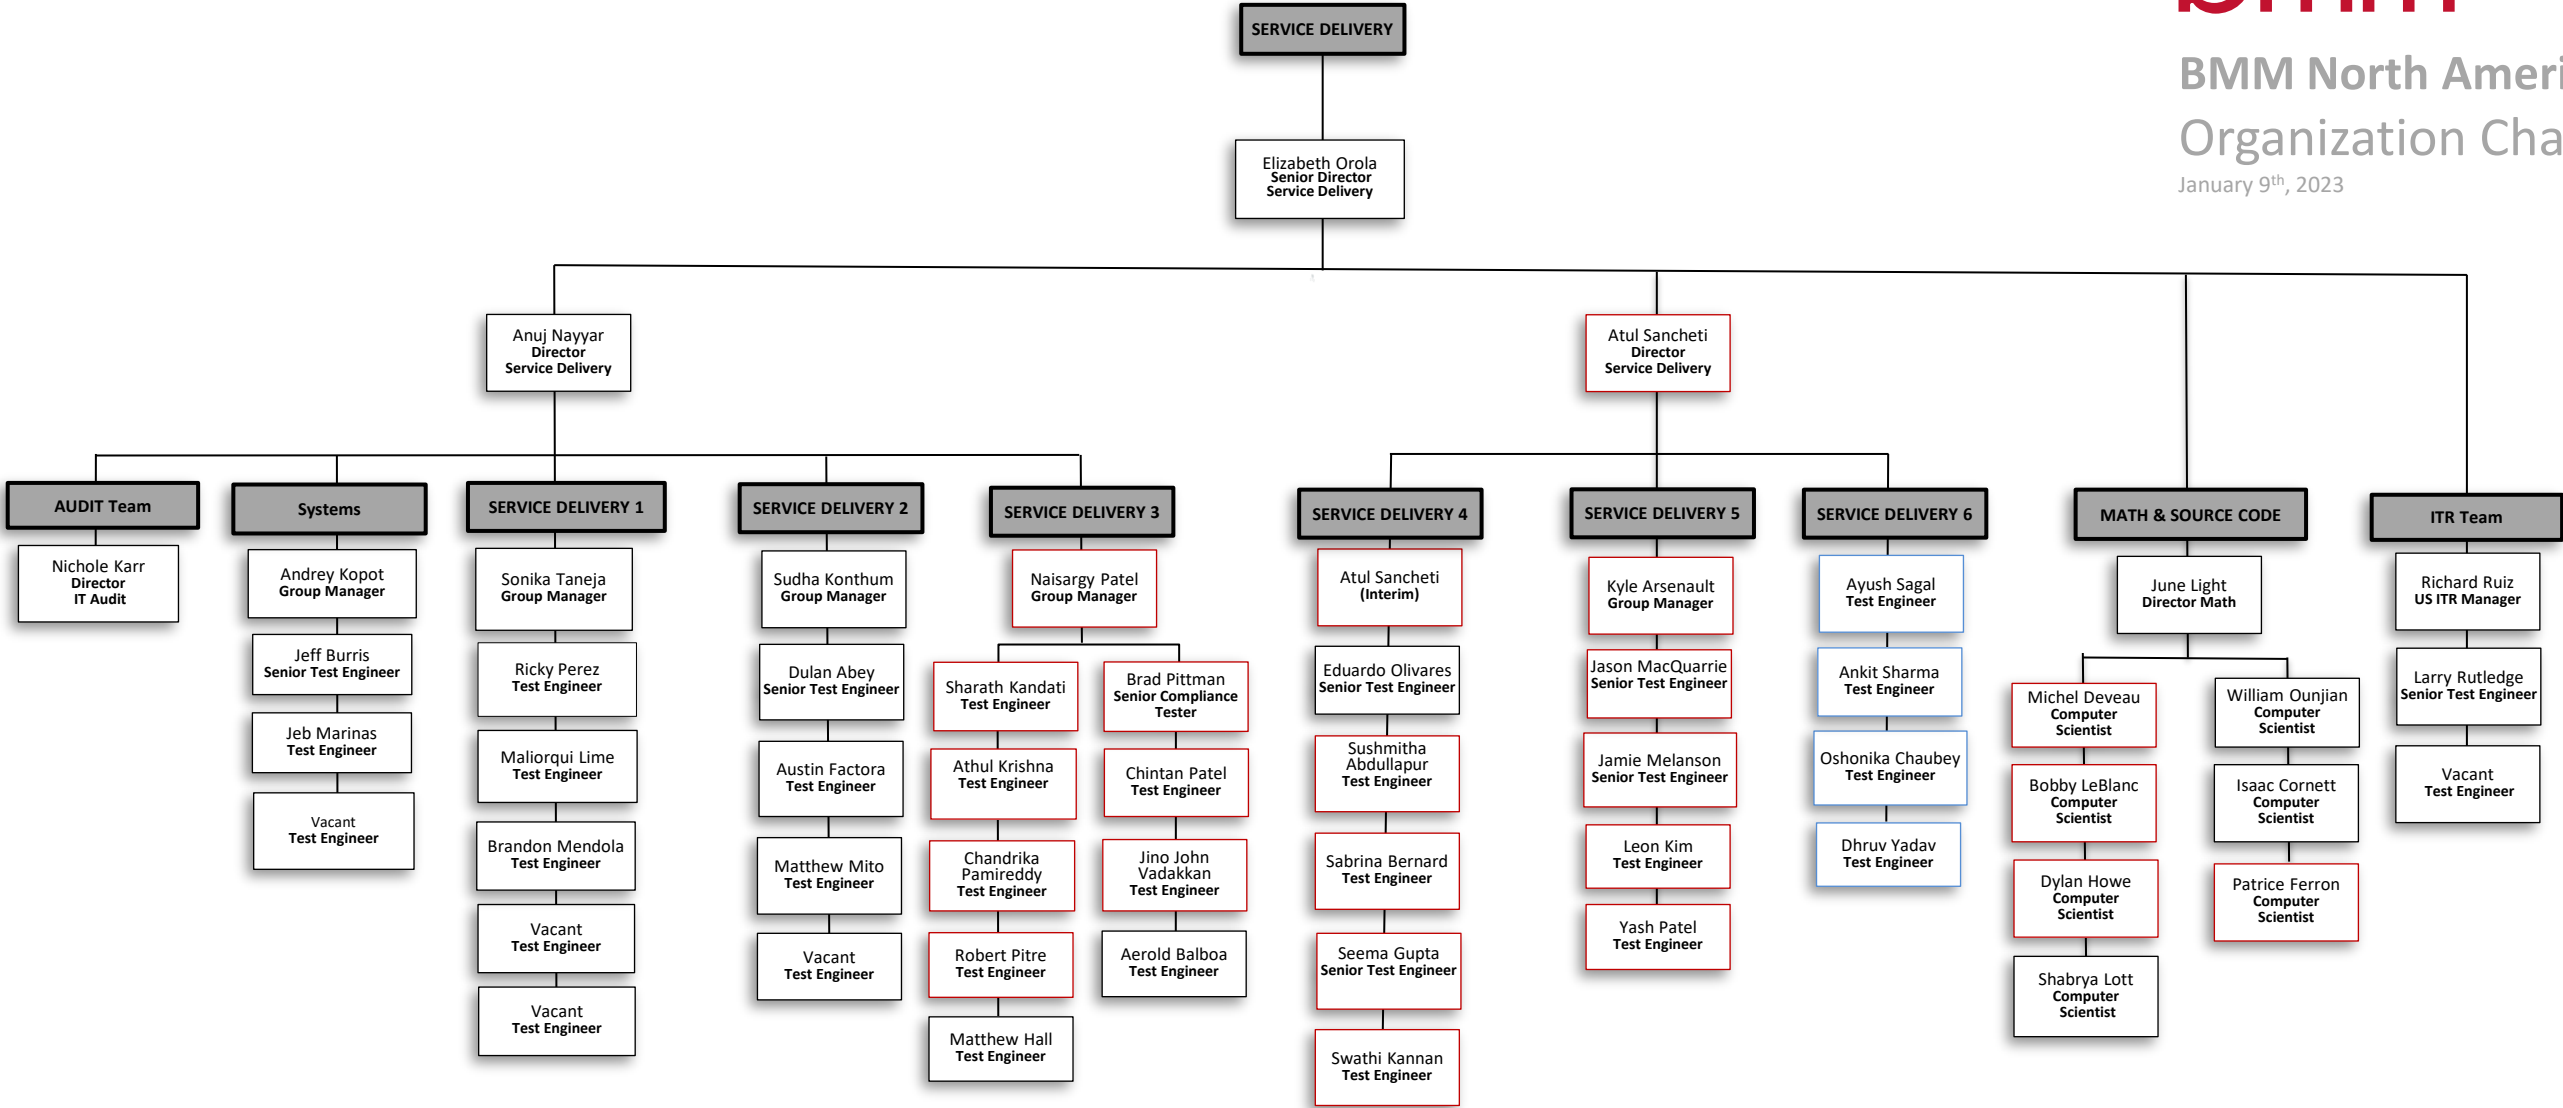 SERVICE DELIVERY
BMM North Ameri
Organization Cha
January 9th, 2023
Elizabeth Orola
Senior Director
Service Delivery
Anuj Nayyar
Director
Service Delivery
Atul Sancheti
Director
Service Delivery
AUDIT Team
Nichole Karr
Director
IT Audit
Systems
Andrey Kopot
Group Manager
Jeff Burris
Senior Test Engineer
Jeb Marinas
Test Engineer
Vacant
Test Engineer
SERVICE DELIVERY 1
Sonika Taneja
Group Manager
Ricky Perez
Test Engineer
Maliorqui Lime
Test Engineer
Brandon Mendola
Test Engineer
Vacant
Test Engineer
Vacant
Test Engineer
SERVICE DELIVERY 2
Sudha Konthum
Group Manager
Dulan Abey
Senior Test Engineer
Austin Factora
Test Engineer
Matthew Mito
Test Engineer
Vacant
Test Engineer
SERVICE DELIVERY 3
Naisargy Patel
Group Manager
Sharath Kandati
Test Engineer
Athul Krishna
Test Engineer
Chandrika
Pamireddy
Test Engineer
Robert Pitre
Test Engineer
Matthew Hall
Test Engineer
Brad Pittman
Senior Compliance
Tester
Chintan Patel
Test Engineer
Jino John
Vadakkan
Test Engineer
Aerold Balboa
Test Engineer
SERVICE DELIVERY 4
Atul Sancheti
(Interim)
Eduardo Olivares
Senior Test Engineer
Sushmitha
Abdullapur
Test Engineer
Sabrina Bernard
Test Engineer
Seema Gupta
Senior Test Engineer
Swathi Kannan
Test Engineer
SERVICE DELIVERY 5
Kyle Arsenault
Group Manager
Jason MacQuarrie
Senior Test Engineer
Jamie Melanson
Senior Test Engineer
Leon Kim
Test Engineer
Yash Patel
Test Engineer
SERVICE DELIVERY 6
Ayush Sagal
Test Engineer
Ankit Sharma
Test Engineer
Oshonika Chaubey
Test Engineer
Dhruv Yadav
Test Engineer
MATH & SOURCE CODE
June Light
Director Math
Michel Deveau
Computer
Scientist
Bobby LeBlanc
Computer
Scientist
Dylan Howe
Computer
Scientist
Shabrya Lott
Computer
Scientist
William Ounjian
Computer
Scientist
Isaac Cornett
Computer
Scientist
Patrice Ferron
Computer
Scientist
ITR Team
Richard Ruiz
US ITR Manager
Larry Rutledge
Senior Test Engineer
Vacant
Test Engineer